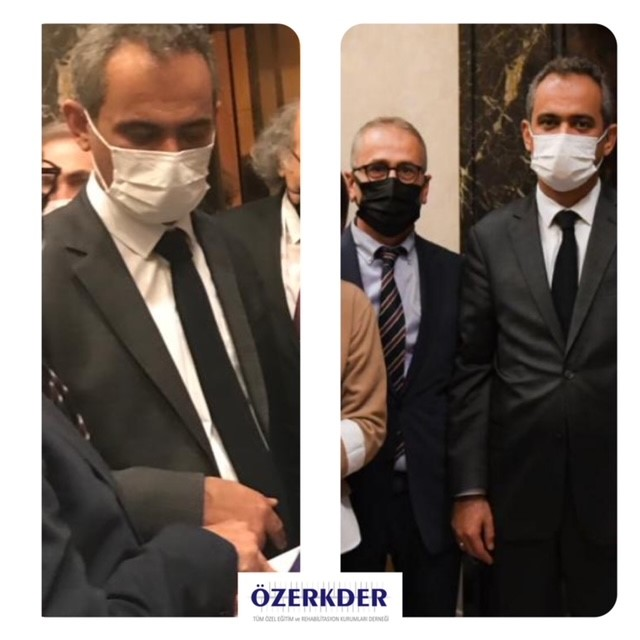 ÖZERKDER
TÜM ÖZEL EĞİTİM ve REHABİLİTASYON KURUMLARI DERNEĞİ